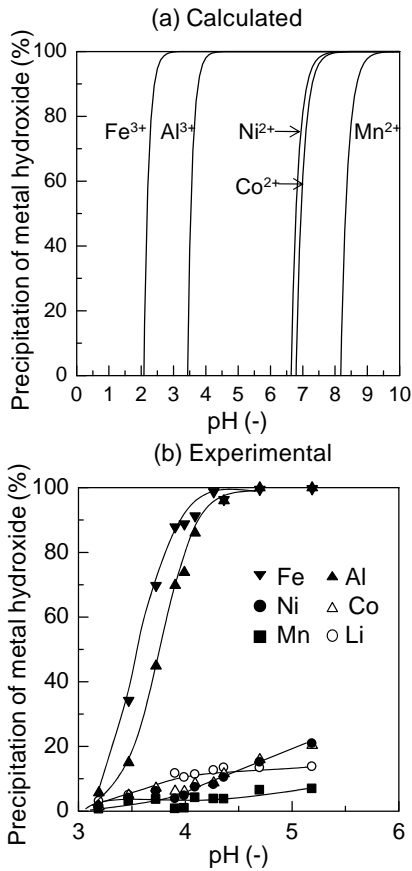 (a) Calculated
Precipitation of metal hydroxide (%)
100
80
60
40
20
0
Fe³⁺ Al³⁺ Ni²⁺ Mn²⁺
Co²⁺
0 1 2 3 4 5 6 7 8 9 10
pH (-)
(b) Experimental
Precipitation of metal hydroxide (%)
100
80
60
40
20
0
Fe Al
Ni Co
Mn Li
3 4 5 6
pH (-)